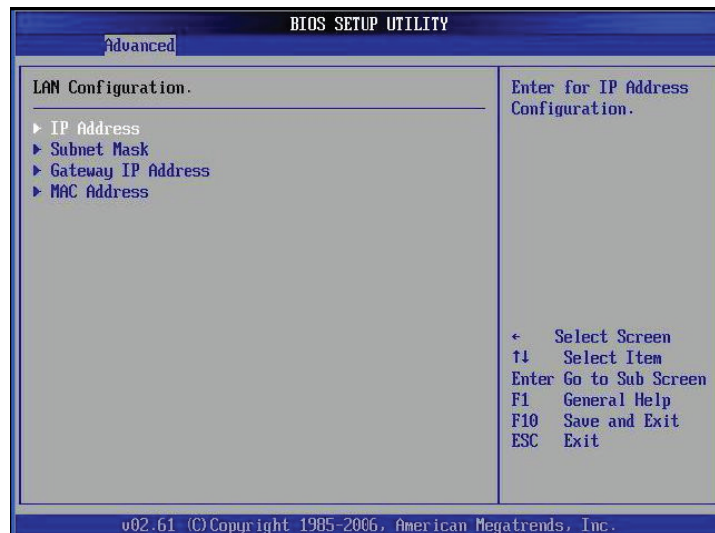 BIOS SETUP UTILITY
Advanced
LAN Configuration.
▶ IP Address
▶ Subnet Mask
▶ Gateway IP Address
▶ MAC Address
Enter for IP Address
Configuration.
← Select Screen
↑↓ Select Item
Enter Go to Sub Screen
F1 General Help
F10 Save and Exit
ESC Exit
v02.61 (C)Copyright 1985-2006, American Megatrends, Inc.